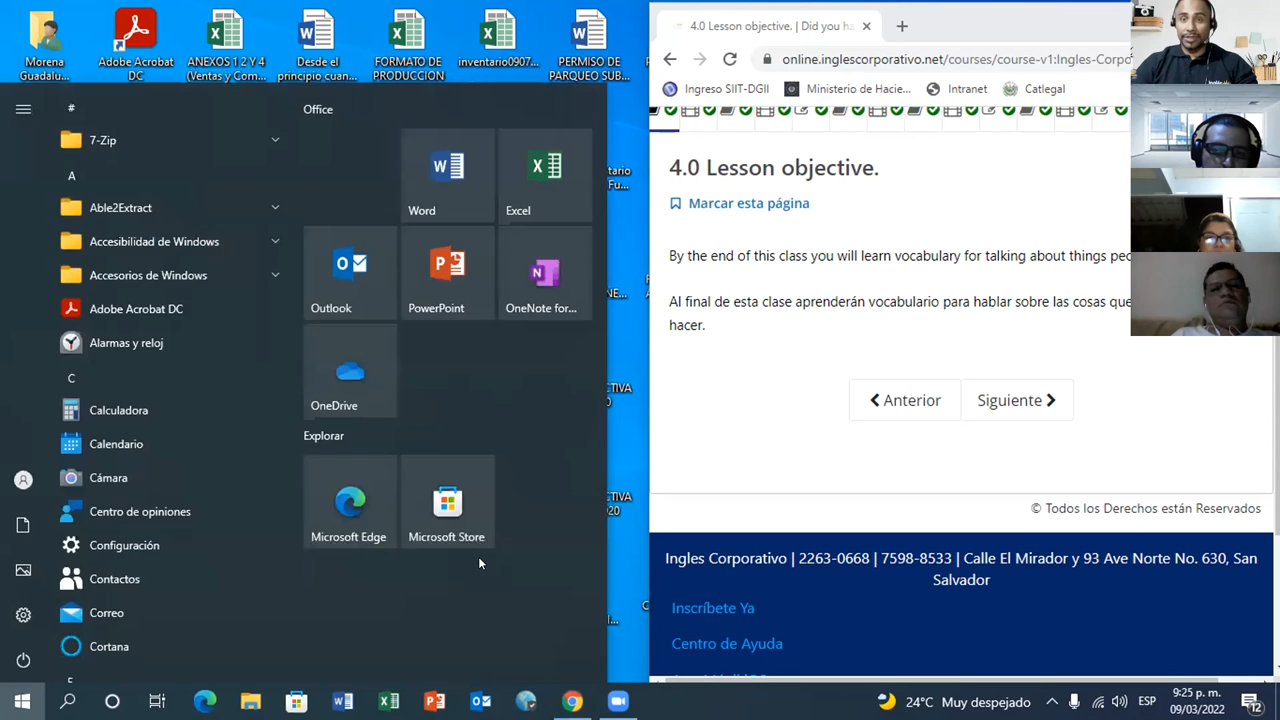 Morena
Guadalu...
Adobe Acrobat
DC
ANEXOS 1 2 Y 4
(Ventas y Com...
Desde el
principio cuan...
FORMATO DE
PRODUCCION
inventario0907...
PERMISO DE
PARQUEO SUB...
#
7-Zip
A
Able2Extract
Accesibilidad de Windows
Accesorios de Windows
Adobe Acrobat DC
Alarmas y reloj
C
Calculadora
Calendario
Cámara
Centro de opiniones
Configuración
Contactos
Correo
Cortana
Office
Word
Excel
Outlook
PowerPoint
OneNote for...
OneDrive
Explorar
Microsoft Edge
Microsoft Store
4.0 Lesson objective. | Did you ha
online.inglescorporativo.net/courses/course-v1:Ingles-Corpo
Ingreso SIIT-DGII
Ministerio de Hacie...
Intranet
Catlegal
4.0 Lesson objective.
Marcar esta página
By the end of this class you will learn vocabulary for talking about things
Al final de esta clase aprenderán vocabulario para hablar sobre las cosas que
hacer.
Anterior
Siguiente
© Todos los Derechos están Reservados
Ingles Corporativo | 2263-0668 | 7598-8533 | Calle El Mirador y 93 Ave Norte No. 630, San
Salvador
Inscríbete Ya
Centro de Ayuda
24°C Muy despejado
ESP
9:25 p. m.
09/03/2022
12